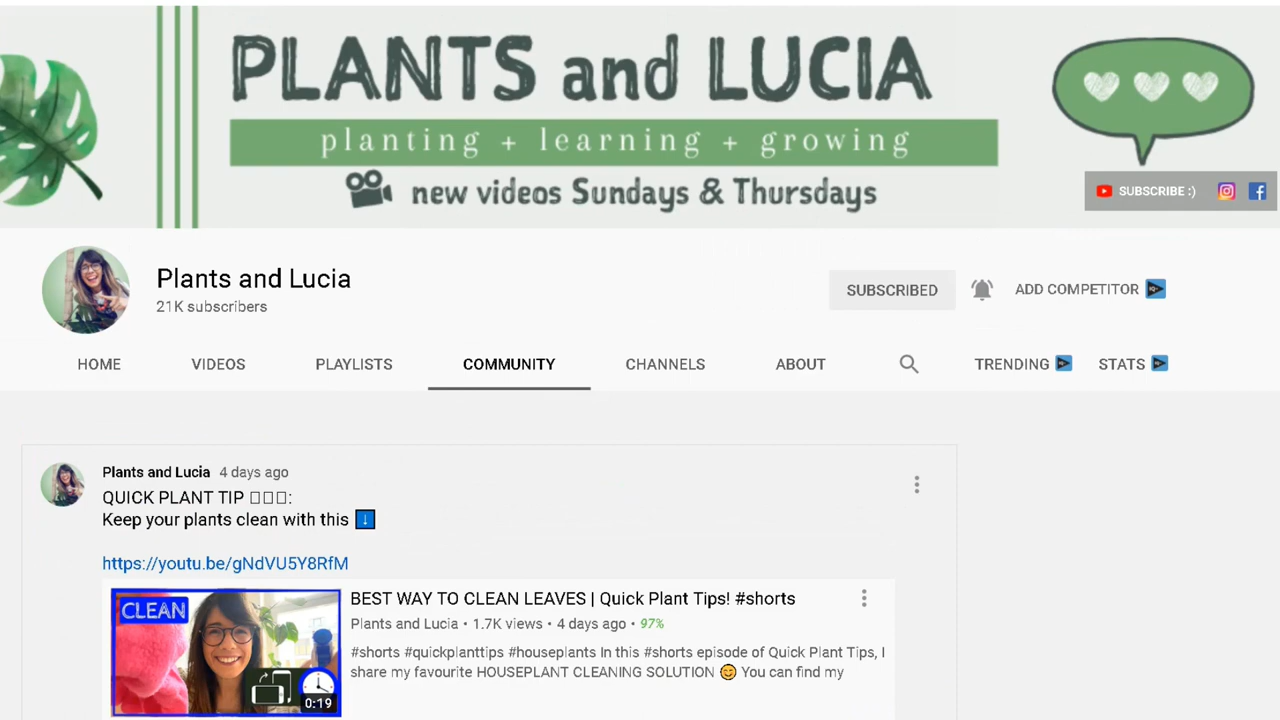 PLANTS and LUCIA
planting + learning + growing
new videos Sundays & Thursdays
SUBSCRIBE :)
Plants and Lucia
21K subscribers
SUBSCRIBED
ADD COMPETITOR
HOME VIDEOS PLAYLISTS COMMUNITY CHANNELS ABOUT TRENDING STATS
Plants and Lucia 4 days ago
QUICK PLANT TIP □□□:
Keep your plants clean with this ⬇️
https://youtu.be/gNdVU5Y8RfM
CLEAN
0:19
BEST WAY TO CLEAN LEAVES | Quick Plant Tips! #shorts
Plants and Lucia • 1.7K views • 4 days ago • 97%
#shorts #quickplanttips #houseplants In this #shorts episode of Quick Plant Tips, I
share my favourite HOUSEPLANT CLEANING SOLUTION 😊 You can find my